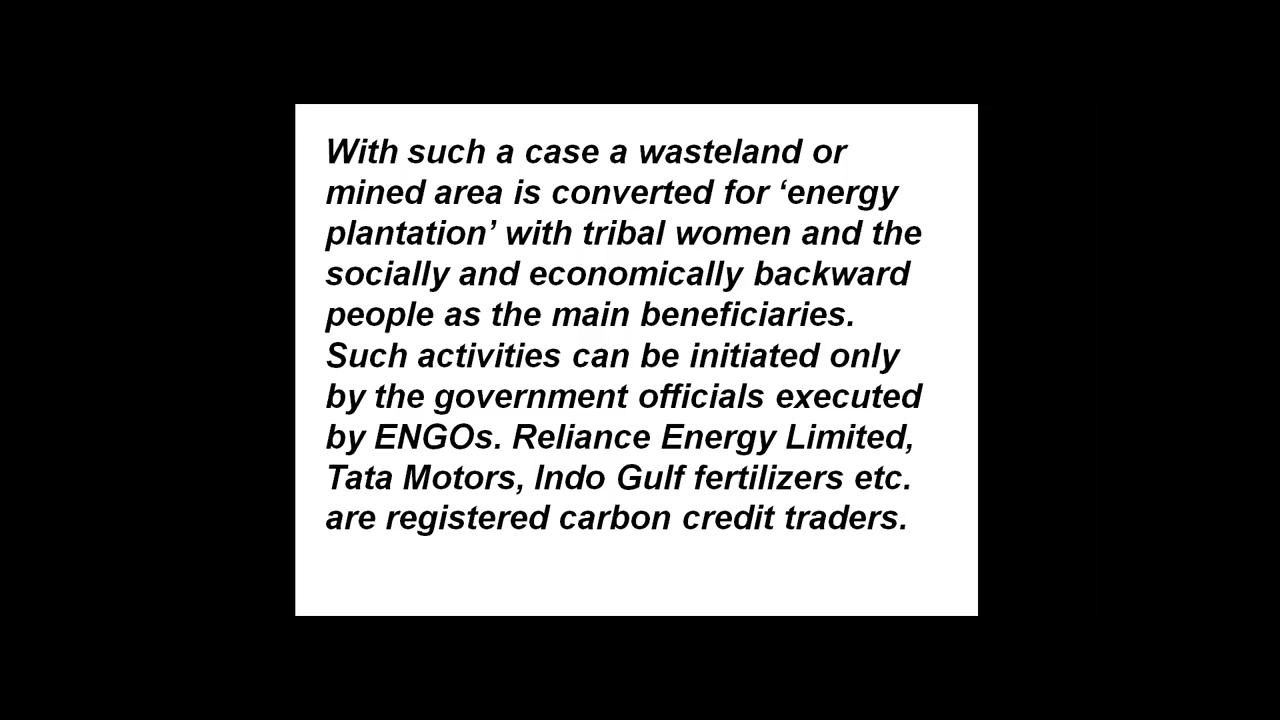 With such a case a wasteland or
mined area is converted for ‘energy
plantation’ with tribal women and the
socially and economically backward
people as the main beneficiaries.
Such activities can be initiated only
by the government officials executed
by ENGOs. Reliance Energy Limited,
Tata Motors, Indo Gulf fertilizers etc.
are registered carbon credit traders.